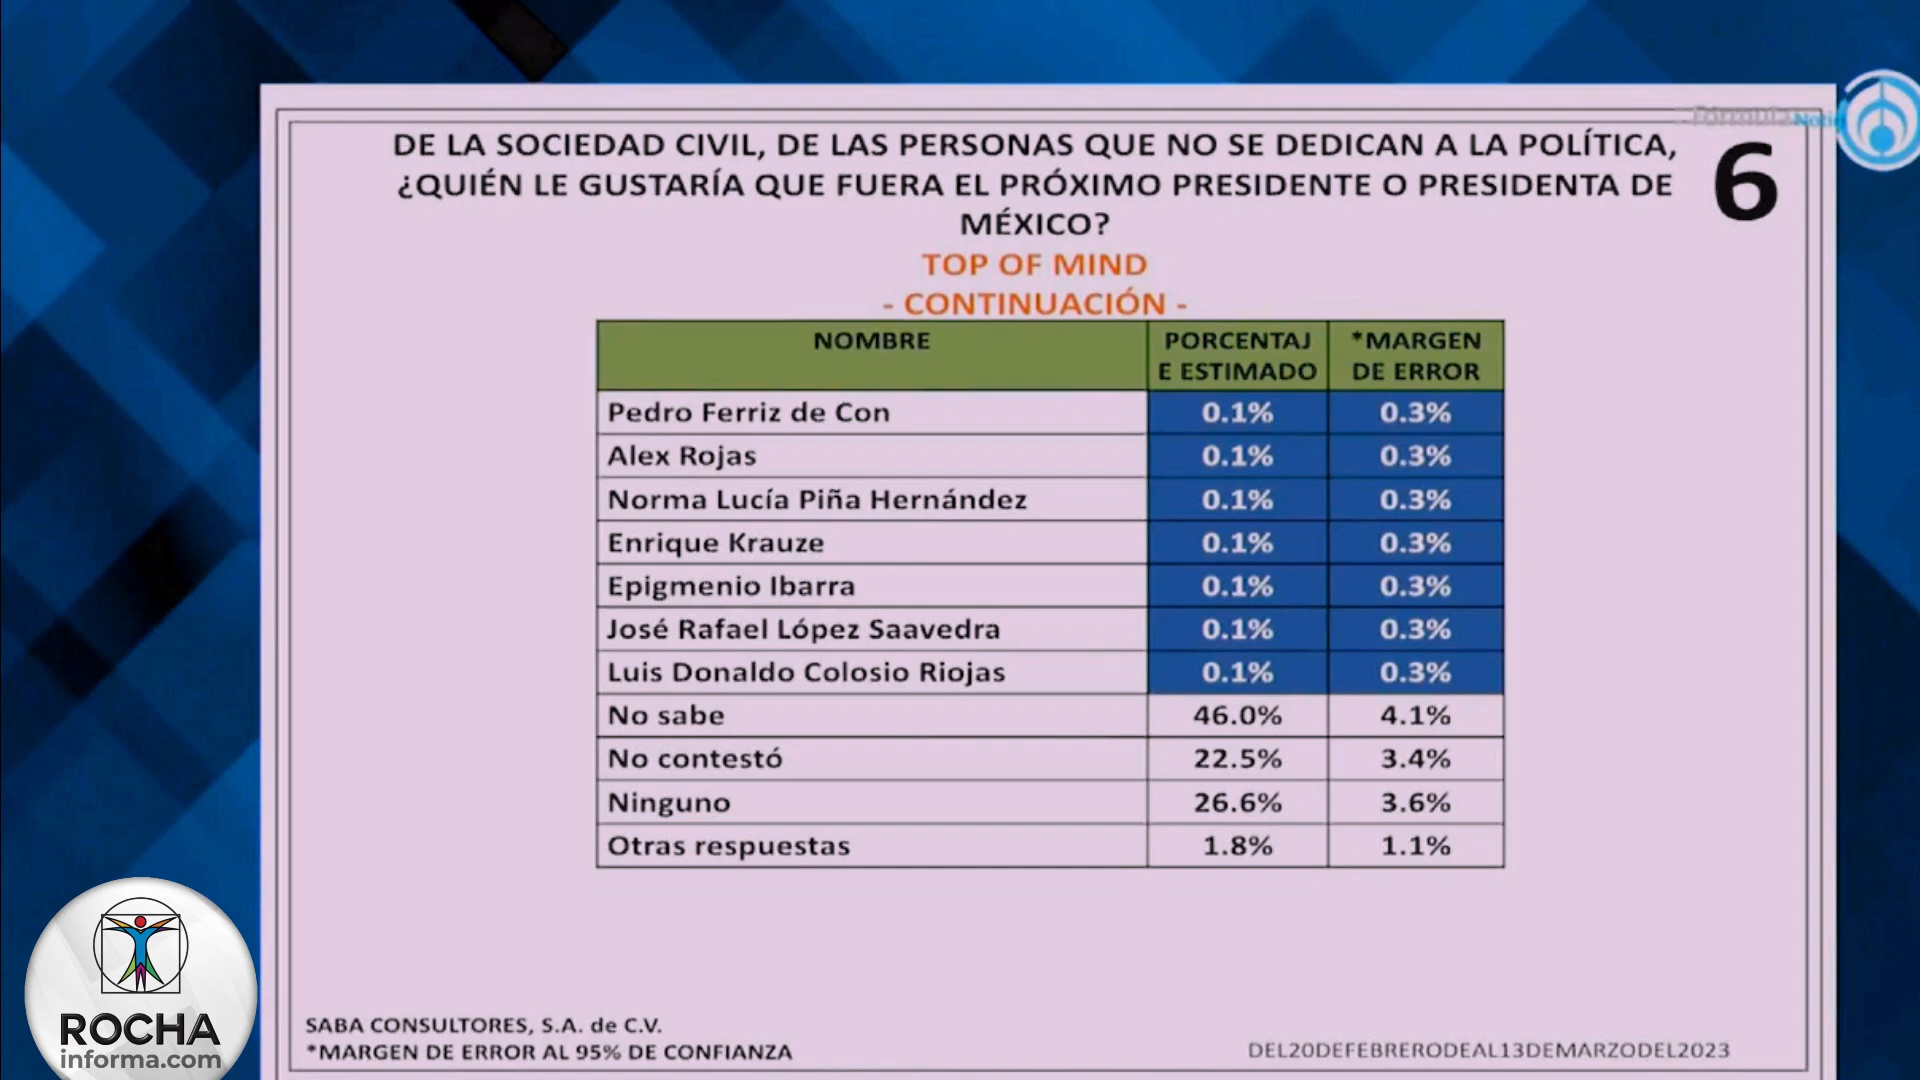 Fórmula Noti
DE LA SOCIEDAD CIVIL, DE LAS PERSONAS QUE NO SE DEDICAN A LA POLÍTICA,
¿QUIÉN LE GUSTARÍA QUE FUERA EL PRÓXIMO PRESIDENTE O PRESIDENTA DE
MÉXICO?
6
TOP OF MIND
- CONTINUACIÓN -
NOMBRE PORCENTAJ *MARGEN
E ESTIMADO DE ERROR
Pedro Ferriz de Con 0.1% 0.3%
Alex Rojas 0.1% 0.3%
Norma Lucía Piña Hernández 0.1% 0.3%
Enrique Krauze 0.1% 0.3%
Epigmenio Ibarra 0.1% 0.3%
José Rafael López Saavedra 0.1% 0.3%
Luis Donaldo Colosio Riojas 0.1% 0.3%
No sabe 46.0% 4.1%
No contestó 22.5% 3.4%
Ninguno 26.6% 3.6%
Otras respuestas 1.8% 1.1%
SABA CONSULTORES, S.A. de C.V.
*MARGEN DE ERROR AL 95% DE CONFIANZA
DEL20DEFEBRERODEAL13DEMARZODEL2023
ROCHA
informa.com